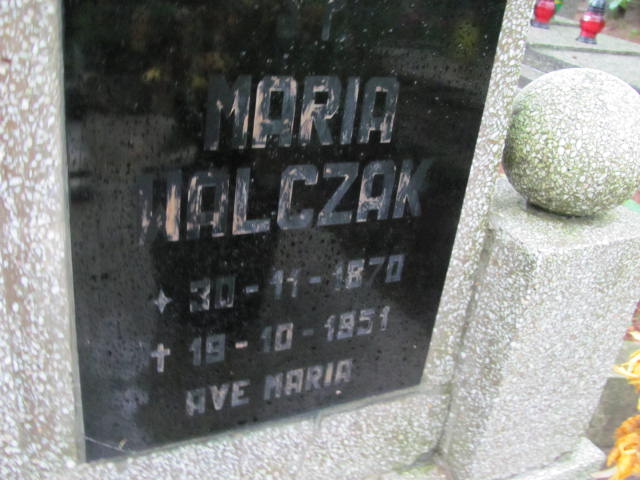 MARIA
WALCZAK
30-11-1870
† 19-10-1951
AVE MARIA